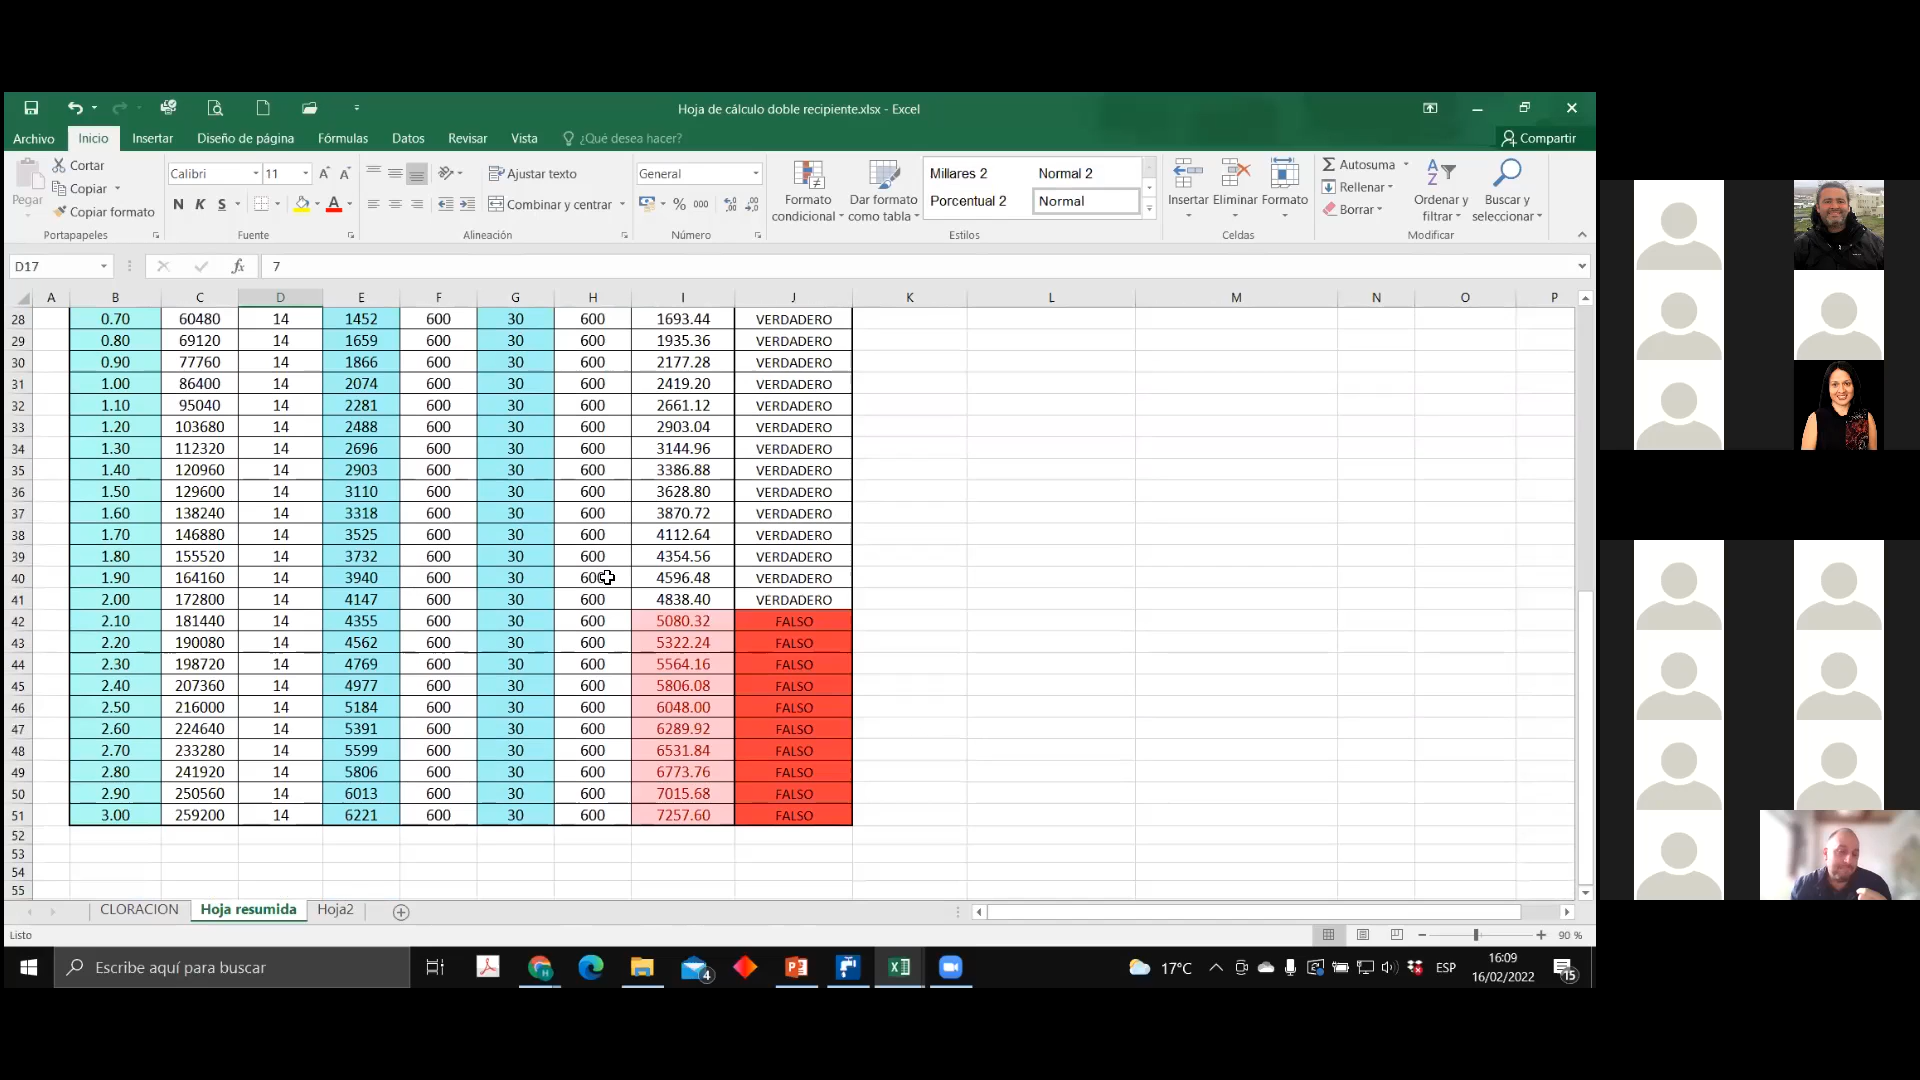 Hoja de cálculo doble recipiente.xlsx - Excel
Archivo Inicio Insertar Diseño de página Fórmulas Datos Revisar Vista ¿Qué desea hacer? Compartir
Pegar Cortar Copiar Copiar formato
Calibri 11
N K S
Ajustar texto
Combinar y centrar
General
% 000
Formato condicional
Dar formato como tabla
Millares 2 Normal 2
Porcentual 2 Normal
Insertar Eliminar Formato
Autosuma
Rellenar
Borrar
Ordenar y filtrar
Buscar y seleccionar
Portapapeles Fuente Alineación Número Estilos Celdas Modificar
D17 fx 7
A B C D E F G H I J K L M N O P
28 0.70 60480 14 1452 600 30 600 1693.44 VERDADERO
29 0.80 69120 14 1659 600 30 600 1935.36 VERDADERO
30 0.90 77760 14 1866 600 30 600 2177.28 VERDADERO
31 1.00 86400 14 2074 600 30 600 2419.20 VERDADERO
32 1.10 95040 14 2281 600 30 600 2661.12 VERDADERO
33 1.20 103680 14 2488 600 30 600 2903.04 VERDADERO
34 1.30 112320 14 2696 600 30 600 3144.96 VERDADERO
35 1.40 120960 14 2903 600 30 600 3386.88 VERDADERO
36 1.50 129600 14 3110 600 30 600 3628.80 VERDADERO
37 1.60 138240 14 3318 600 30 600 3870.72 VERDADERO
38 1.70 146880 14 3525 600 30 600 4112.64 VERDADERO
39 1.80 155520 14 3732 600 30 600 4354.56 VERDADERO
40 1.90 164160 14 3940 600 30 600 4596.48 VERDADERO
41 2.00 172800 14 4147 600 30 600 4838.40 VERDADERO
42 2.10 181440 14 4355 600 30 600 5080.32 FALSO
43 2.20 190080 14 4562 600 30 600 5322.24 FALSO
44 2.30 198720 14 4769 600 30 600 5564.16 FALSO
45 2.40 207360 14 4977 600 30 600 5806.08 FALSO
46 2.50 216000 14 5184 600 30 600 6048.00 FALSO
47 2.60 224640 14 5391 600 30 600 6289.92 FALSO
48 2.70 233280 14 5599 600 30 600 6531.84 FALSO
49 2.80 241920 14 5806 600 30 600 6773.76 FALSO
50 2.90 250560 14 6013 600 30 600 7015.68 FALSO
51 3.00 259200 14 6221 600 30 600 7257.60 FALSO
52
53
54
55
CLORACION Hoja resumida Hoja2
Listo 90 %
Escribe aquí para buscar 4 17°C ESP 16:09
16/02/2022 15